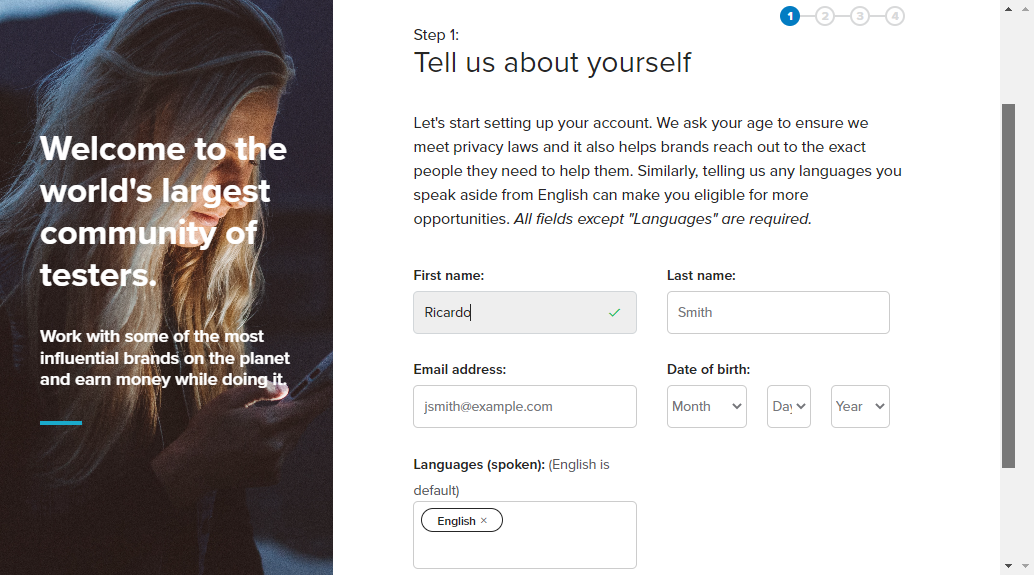 Welcome to the
world's largest
community of
testers.
Work with some of the most
influential brands on the planet
and earn money while doing it.
1 2 3 4
Step 1:
Tell us about yourself
Let's start setting up your account. We ask your age to ensure we
meet privacy laws and it also helps brands reach out to the exact
people they need to help them. Similarly, telling us any languages you
speak aside from English can make you eligible for more
opportunities. All fields except "Languages" are required.
First name: Last name:
Ricardo Smith
Email address: Date of birth:
jsmith@example.com Month Day Year
Languages (spoken): (English is
default)
English ×